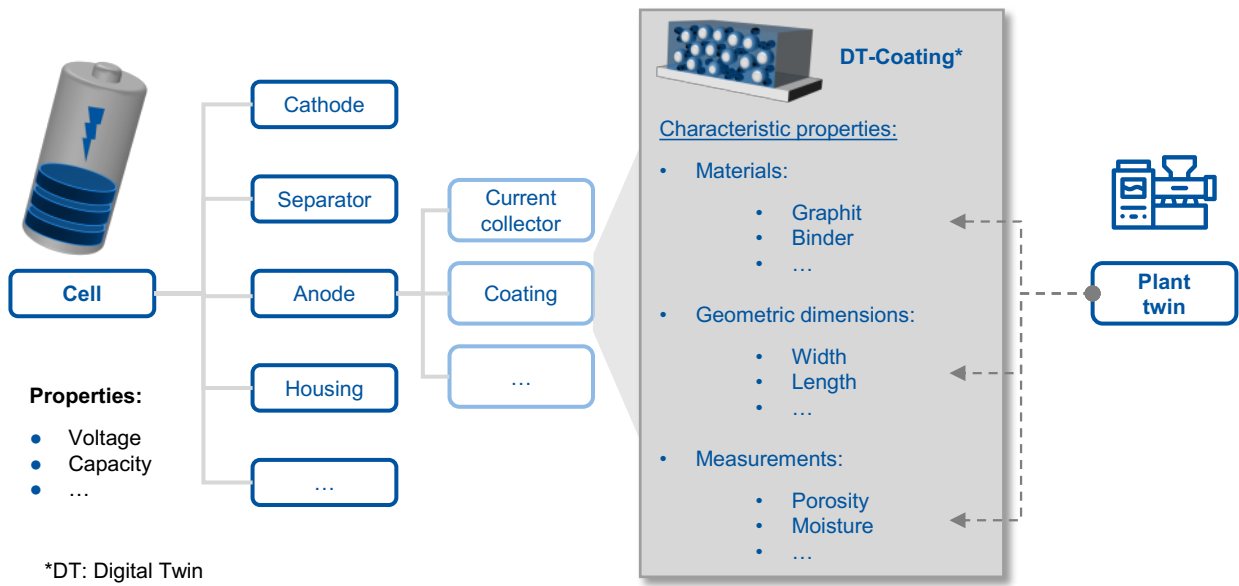 Cell
Properties:
● Voltage
● Capacity
● …
Cathode
Separator
Anode
Housing
…
Current
collector
Coating
…
DT-Coating*
Characteristic properties:
• Materials:
• Graphit
• Binder
• …
• Geometric dimensions:
• Width
• Length
• …
• Measurements:
• Porosity
• Moisture
• …
Plant
twin
*DT: Digital Twin